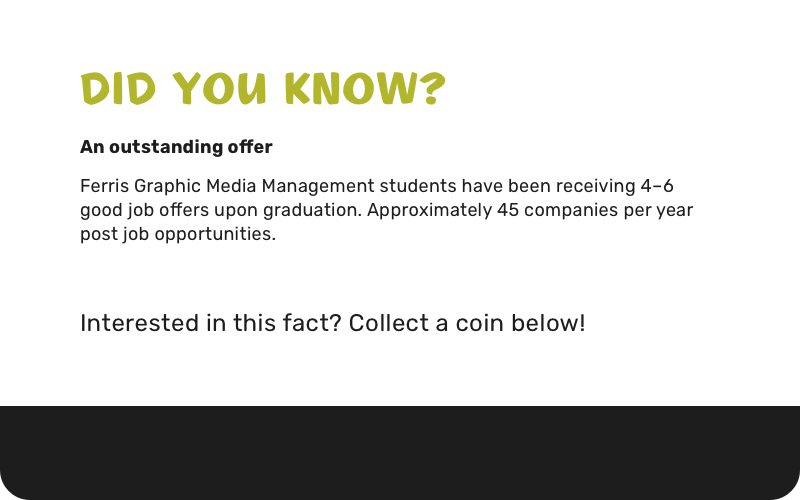 DID YOU KNOW?
An outstanding offer
Ferris Graphic Media Management students have been receiving 4–6
good job offers upon graduation. Approximately 45 companies per year
post job opportunities.
Interested in this fact? Collect a coin below!